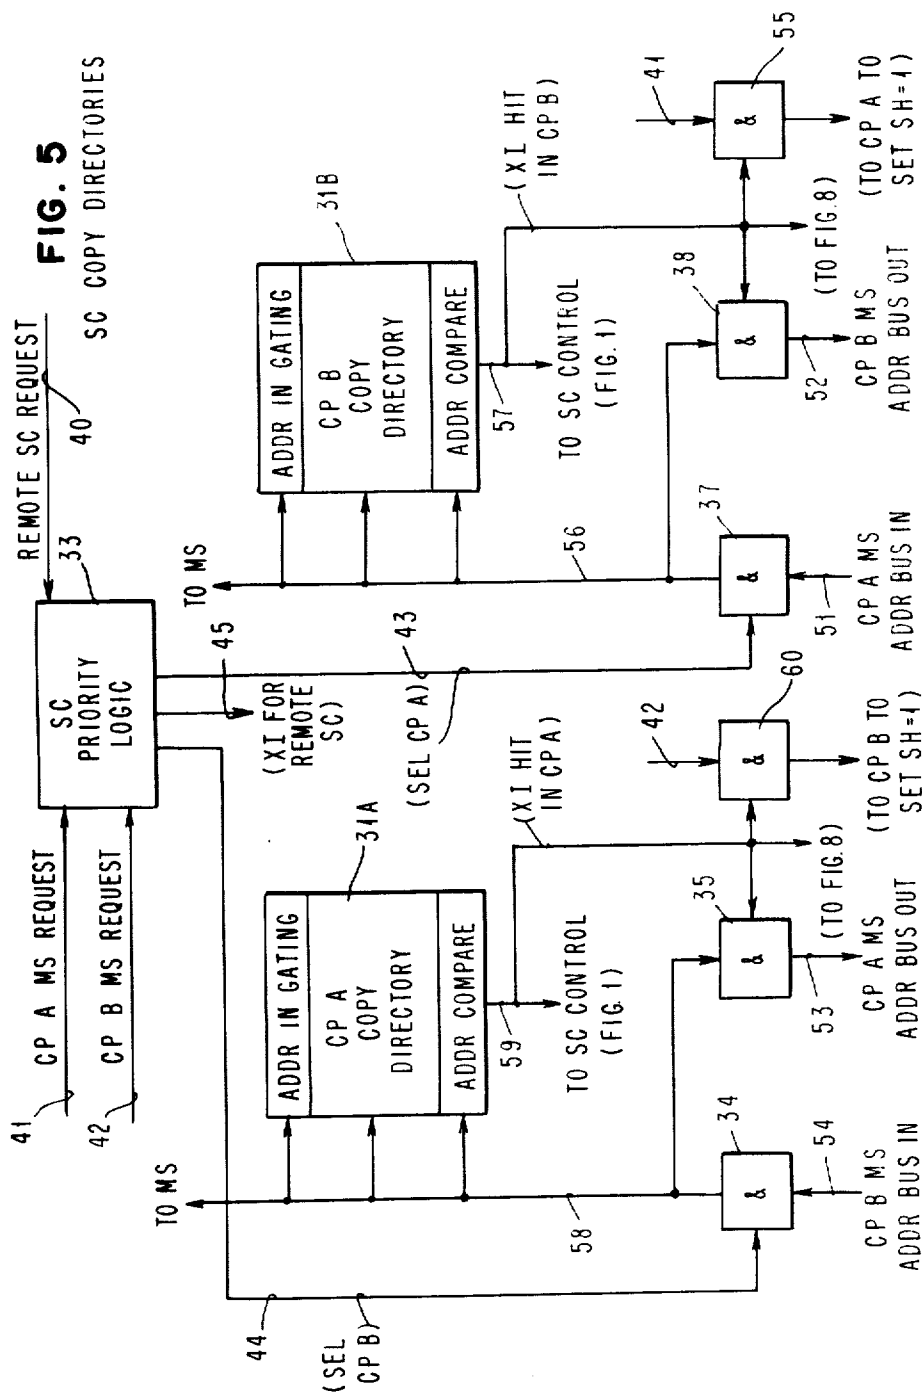 FIG. 5
SC COPY DIRECTORIES
REMOTE SC REQUEST
40
33
SC
PRIORITY
LOGIC
41
CP A MS REQUEST
42
CP B MS REQUEST
44
(SEL
CP B)
45
(XI FOR
REMOTE
SC)
43
(SEL CP A)
TO MS
31A
ADDR IN GATING
CP A
COPY
DIRECTORY
ADDR COMPARE
59
TO SC CONTROL
(FIG. 1)
(XI HIT
IN CP A)
42
60
&
(TO CP B TO
SET SH=1)
35
&
(TO FIG. 8)
53
CP A MS
ADDR BUS OUT
58
34
&
54
CP B MS
ADDR BUS IN
TO MS
31B
ADDR IN GATING
CP B
COPY
DIRECTORY
ADDR COMPARE
57
TO SC CONTROL
(FIG. 1)
(XI HIT
IN CP B)
41
55
&
(TO CP A TO
SET SH=1)
38
&
(TO FIG. 8)
52
CP B MS
ADDR BUS OUT
56
37
&
51
CP A MS
ADDR BUS IN